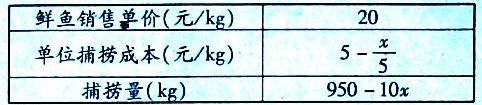 鲜鱼销售单价(元/kg) 20
单位捕捞成本(元/kg) 5 - x/5
捕捞量(kg) 950 - 10x